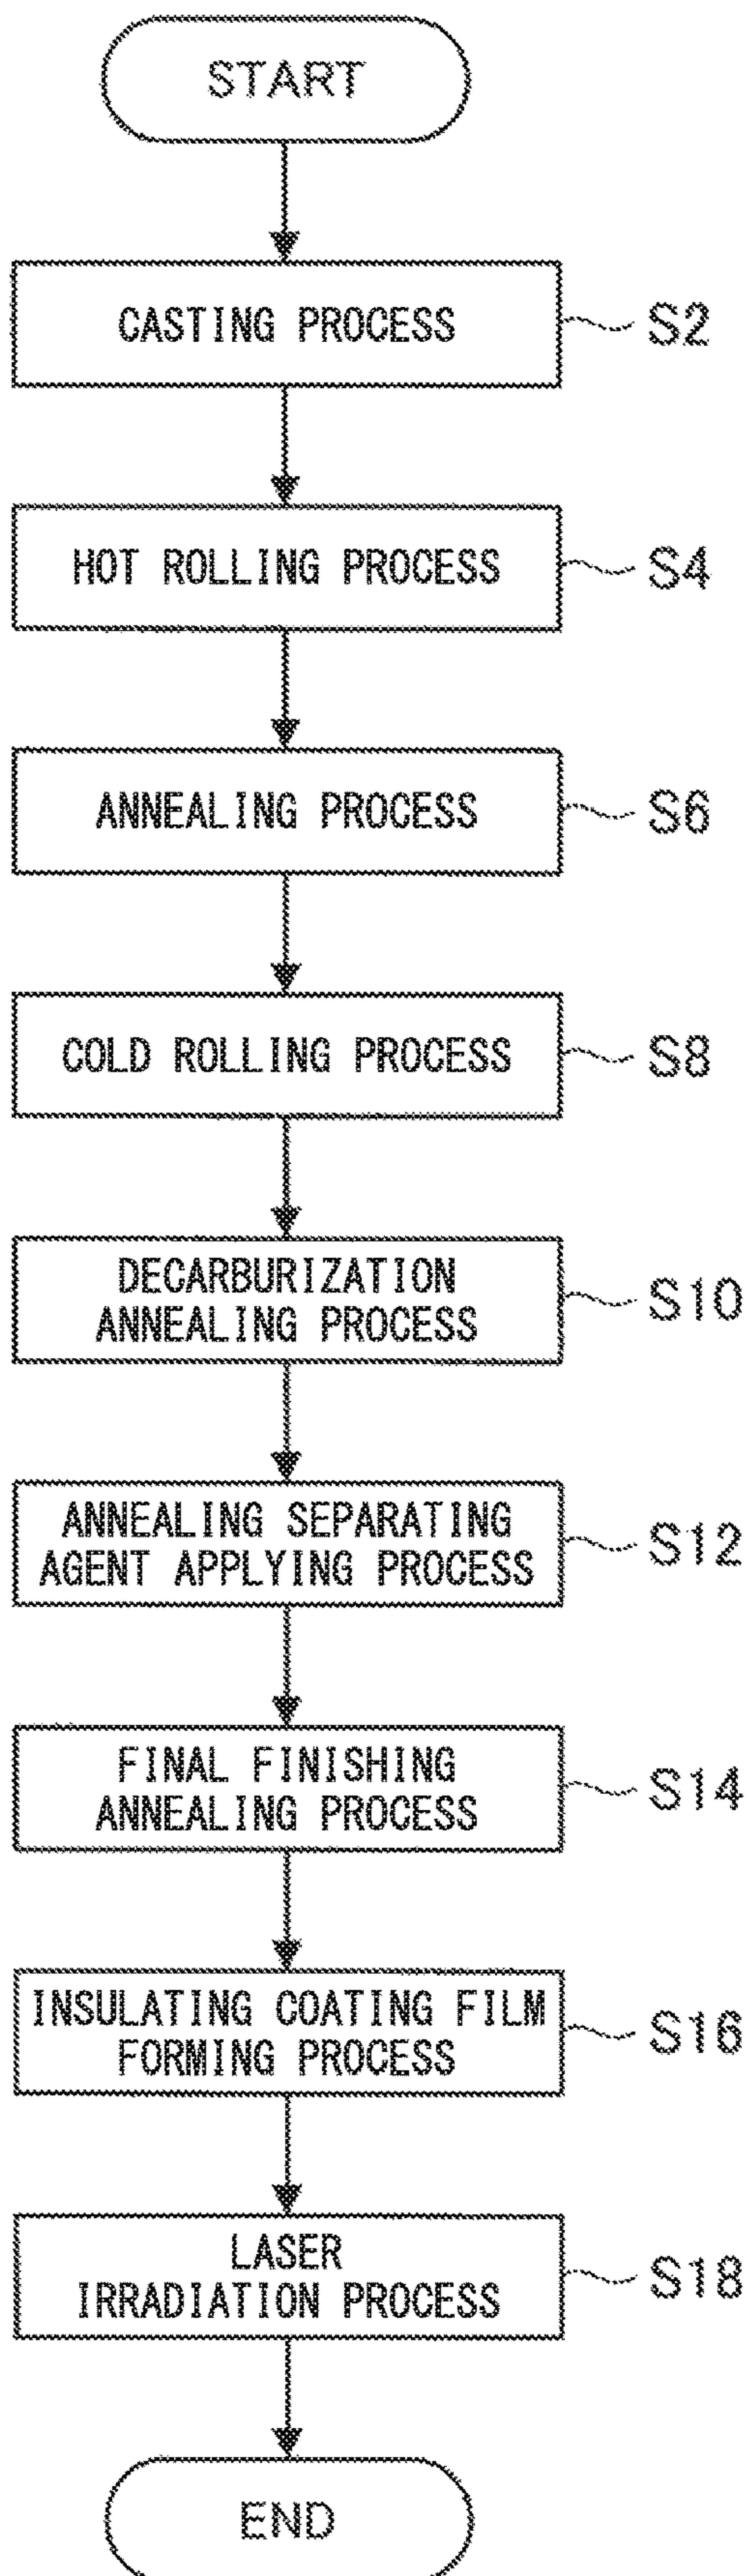 START
CASTING PROCESS
S2
HOT ROLLING PROCESS
S4
ANNEALING PROCESS
S6
COLD ROLLING PROCESS
S8
DECARBURIZATION
ANNEALING PROCESS
S10
ANNEALING SEPARATING
AGENT APPLYING PROCESS
S12
FINAL FINISHING
ANNEALING PROCESS
S14
INSULATING COATING FILM
FORMING PROCESS
S16
LASER
IRRADIATION PROCESS
S18
END